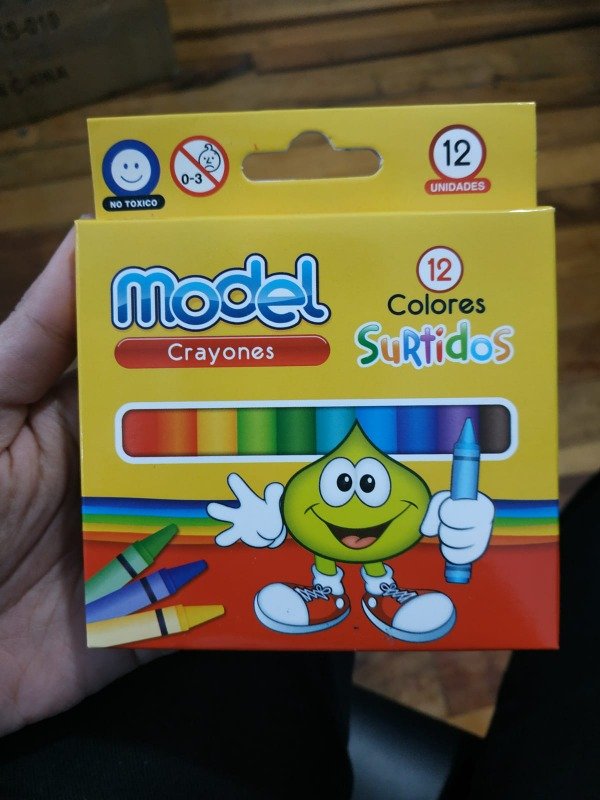 NO TOXICO
0-3
12
UNIDADES
model
Crayones
12
Colores
Surtidos